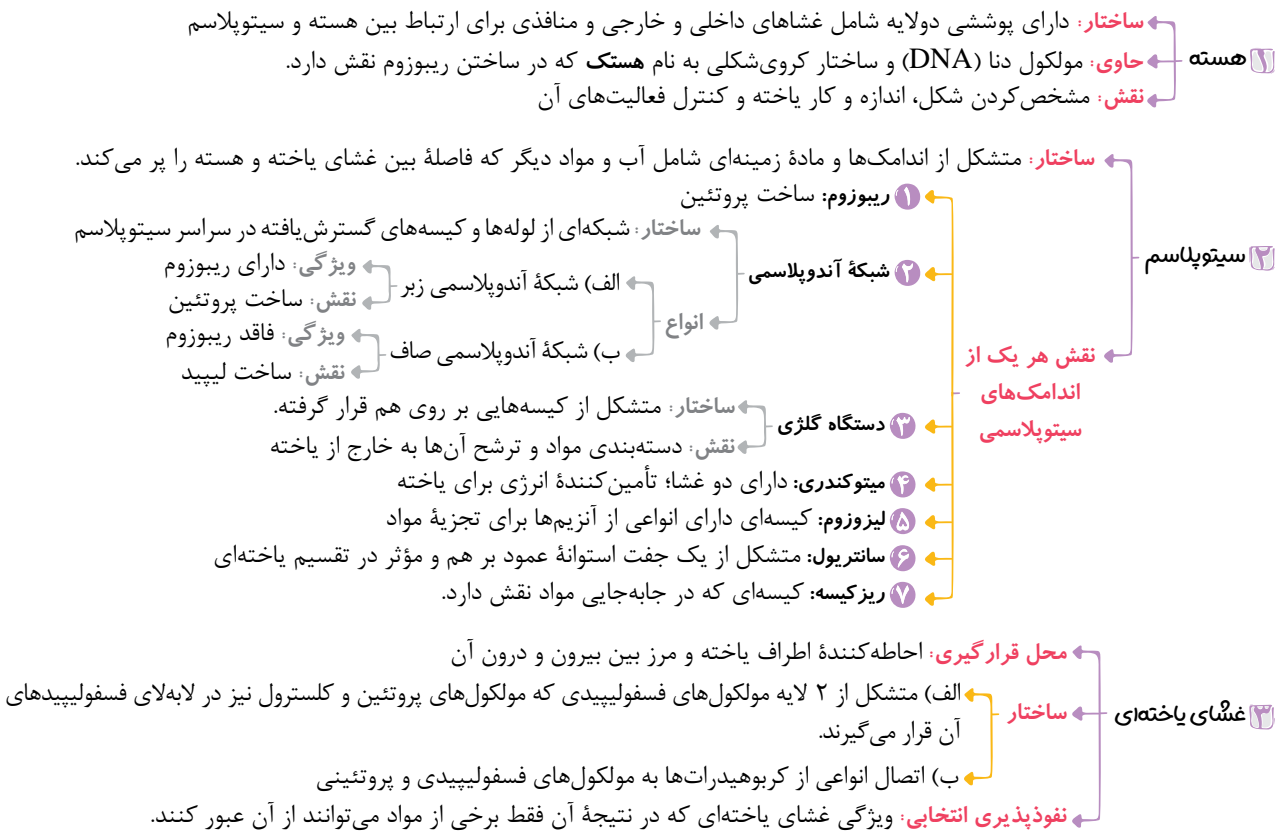 ساختار: دارای پوششی دولایه شامل غشاهای داخلی و خارجی و منافذی برای ارتباط بین هسته و سیتوپلاسم
۱ هسته
حاوی: مولکول دنا (DNA) و ساختار کروی‌شکلی به نام هستک که در ساختن ریبوزوم نقش دارد.
نقش: مشخص‌کردن شکل، اندازه و کار یاخته و کنترل فعالیت‌های آن
۲ سیتوپلاسم
ساختار: متشکل از اندامک‌ها و مادهٔ زمینه‌ای شامل آب و مواد دیگر که فاصلهٔ بین غشای یاخته و هسته را پر می‌کند.
نقش هر یک از
اندامک‌های
سیتوپلاسمی
۱ ریبوزوم: ساخت پروتئین
۲ شبکهٔ آندوپلاسمی
ساختار: شبکه‌ای از لوله‌ها و کیسه‌های گسترش‌یافته در سراسر سیتوپلاسم
انواع
الف) شبکهٔ آندوپلاسمی زبر
ویژگی: دارای ریبوزوم
نقش: ساخت پروتئین
ب) شبکهٔ آندوپلاسمی صاف
ویژگی: فاقد ریبوزوم
نقش: ساخت لیپید
۳ دستگاه گلژی
ساختار: متشکل از کیسه‌هایی بر روی هم قرار گرفته.
نقش: دسته‌بندی مواد و ترشح آن‌ها به خارج از یاخته
۴ میتوکندری: دارای دو غشا؛ تأمین‌کنندهٔ انرژی برای یاخته
۵ لیزوزوم: کیسه‌ای دارای انواعی از آنزیم‌ها برای تجزیهٔ مواد
۶ سانتریول: متشکل از یک جفت استوانهٔ عمود بر هم و مؤثر در تقسیم یاخته‌ای
۷ ریزکیسه: کیسه‌ای که در جابه‌جایی مواد نقش دارد.
۳ غشای یاخته‌ای
محل قرارگیری: احاطه‌کنندهٔ اطراف یاخته و مرز بین بیرون و درون آن
ساختار
الف) متشکل از ۲ لایه مولکول‌های فسفولیپیدی که مولکول‌های پروتئین و کلسترول نیز در لابه‌لای فسفولیپیدهای
آن قرار می‌گیرند.
ب) اتصال انواعی از کربوهیدرات‌ها به مولکول‌های فسفولیپیدی و پروتئینی
نفوذپذیری انتخابی: ویژگی غشای یاخته‌ای که در نتیجهٔ آن فقط برخی از مواد می‌توانند از آن عبور کنند.